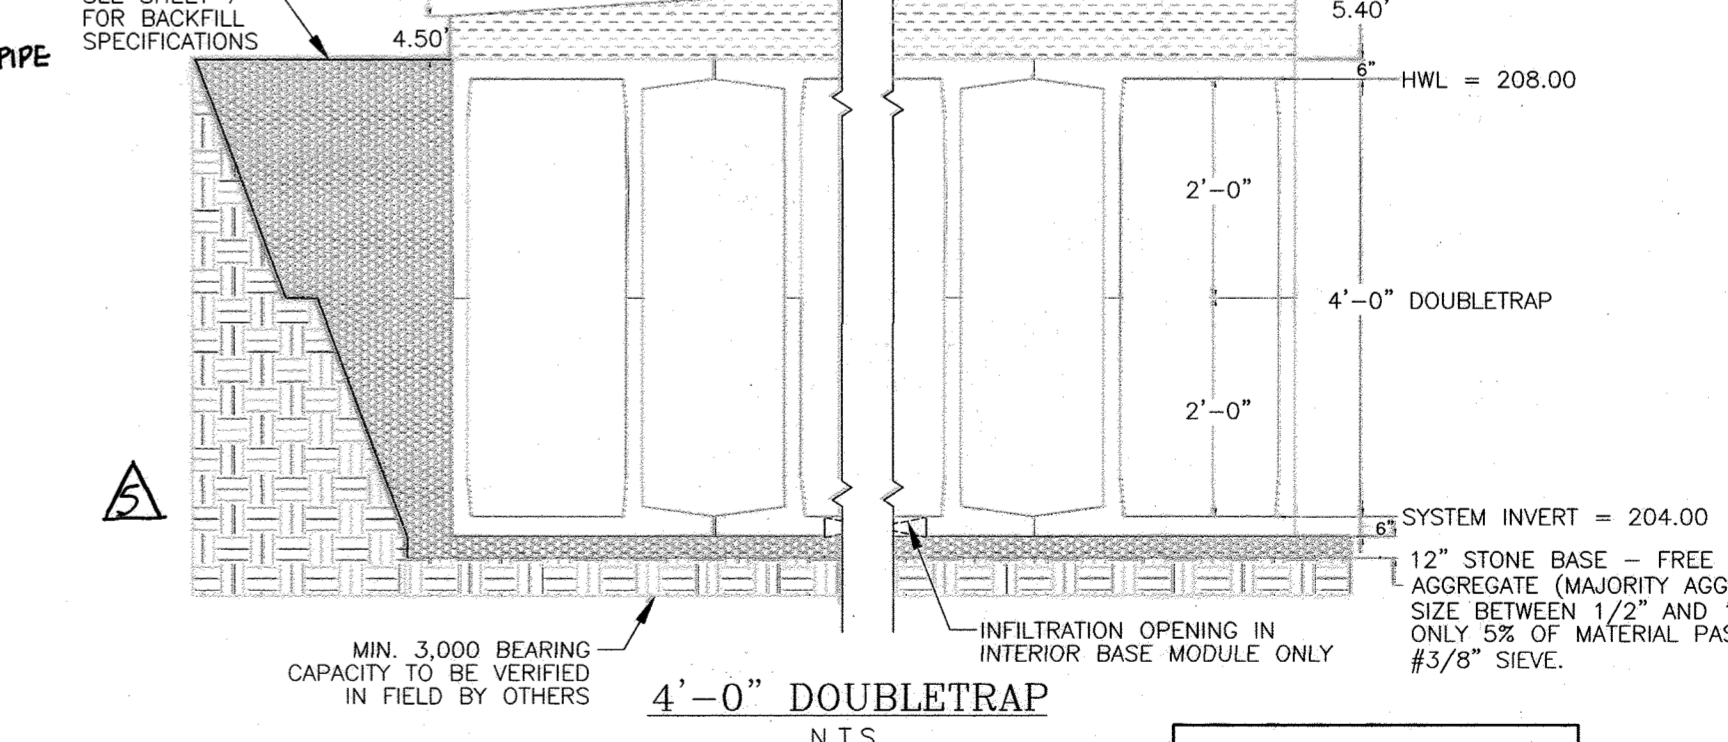 FOR BACKFILL
SPECIFICATIONS
PIPE
4.50'
5.40'
6"
HWL = 208.00
2'-0"
4'-0" DOUBLETRAP
2'-0"
5
SYSTEM INVERT = 204.00
6"
12" STONE BASE – FREE
AGGREGATE (MAJORITY AGG
SIZE BETWEEN 1/2" AND
ONLY 5% OF MATERIAL PAS
#3/8" SIEVE.
INFILTRATION OPENING IN
INTERIOR BASE MODULE ONLY
MIN. 3,000 BEARING
CAPACITY TO BE VERIFIED
IN FIELD BY OTHERS
4'-0" DOUBLETRAP
N.T.S.